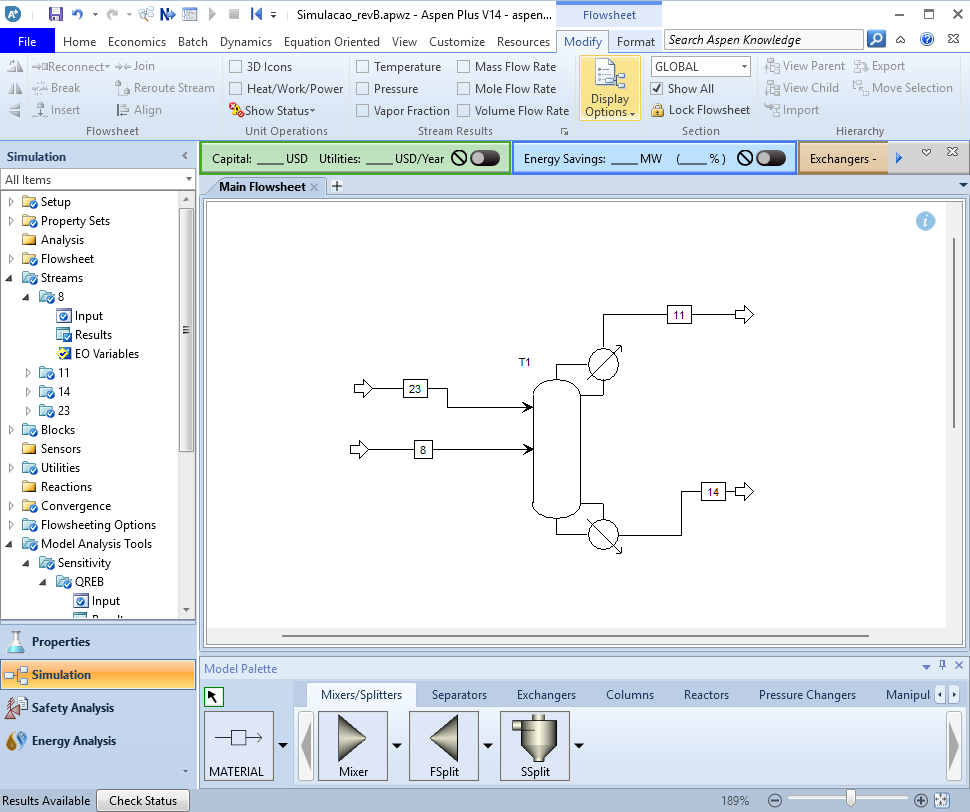 Simulacao_revB.apwz - Aspen Plus V14 - aspen...
Flowsheet
File Home Economics Batch Dynamics Equation Oriented View Customize Resources Modify Format Search Aspen Knowledge
Reconnect Join 3D Icons Temperature Mass Flow Rate GLOBAL View Parent Export
Break Reroute Stream Heat/Work/Power Pressure Mole Flow Rate Show All View Child Move Selection
Insert Align Show Status Vapor Fraction Volume Flow Rate Display Options Lock Flowsheet Import
Flowsheet Unit Operations Stream Results Section Hierarchy
Simulation
Capital: ____ USD Utilities: ____ USD/Year Energy Savings: ____ MW (____ %) Exchangers -
All Items
Main Flowsheet
Setup
Property Sets
Analysis
Flowsheet
Streams
8
Input
Results
EO Variables
11
14
23
Blocks
Sensors
Utilities
Reactions
Convergence
Flowsheeting Options
Model Analysis Tools
Sensitivity
QREB
Input
11
T1
23
8
14
Properties
Simulation
Safety Analysis
Energy Analysis
Model Palette
Mixers/Splitters Separators Exchangers Columns Reactors Pressure Changers Manipul
MATERIAL Mixer FSplit SSplit
Results Available Check Status 189%